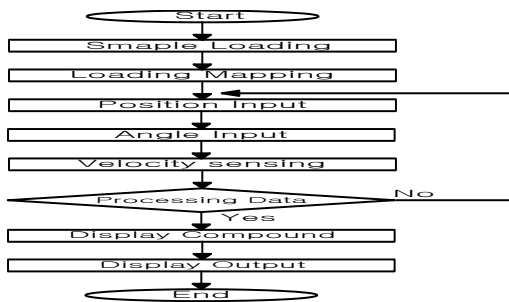 Start
Smaple Loading
Loading Mapping
Position Input
Angle Input
Velocity sensing
Processing Data
No
Yes
Display Compound
Display Output
End